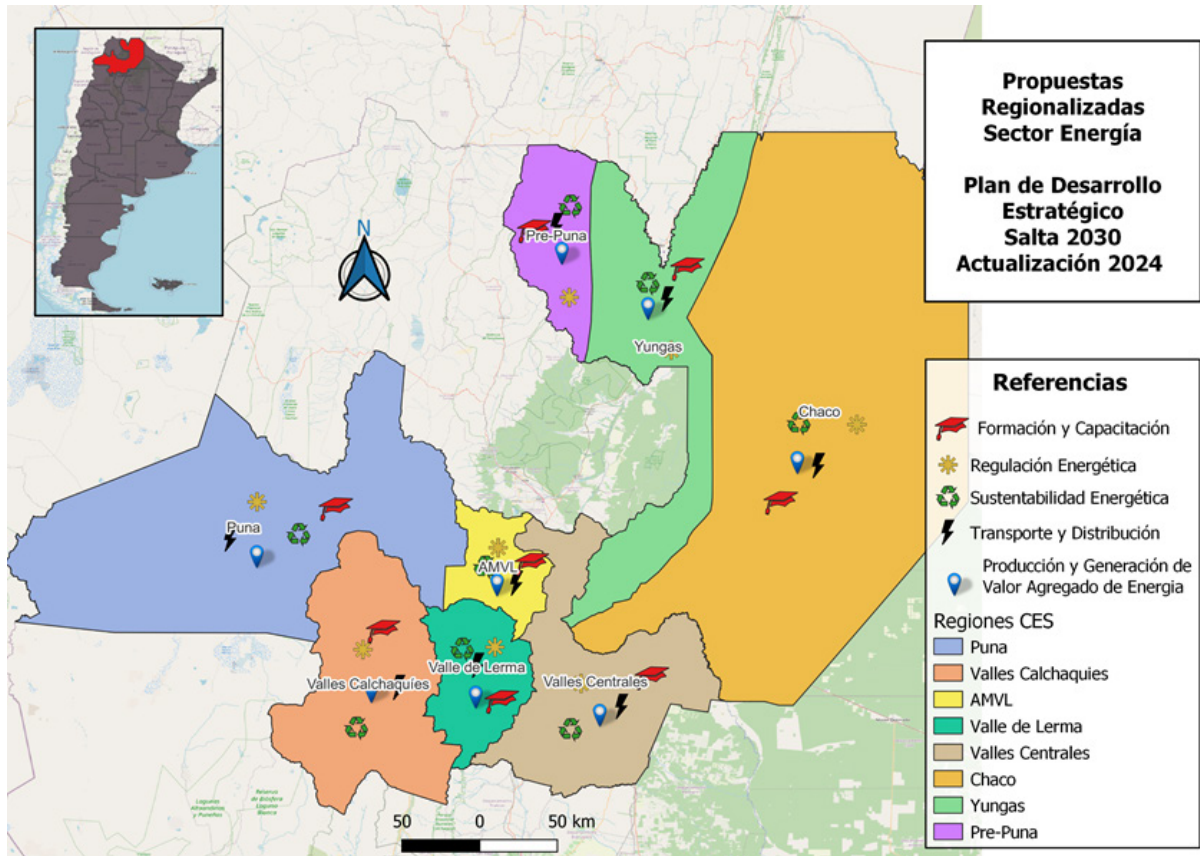 Propuestas
Regionalizadas
Sector Energía
Plan de Desarrollo
Estratégico
Salta 2030
Actualización 2024
N
Pre-Puna
Yungas
Chaco
Puna
AMVL
Valle de Lerma
Valles Calchaquíes
Valles Centrales
Referencias
Formación y Capacitación
Regulación Energética
Sustentabilidad Energética
Transporte y Distribución
Producción y Generación de
Valor Agregado de Energia
Regiones CES
Puna
Valles Calchaquies
AMVL
Valle de Lerma
Valles Centrales
Chaco
Yungas
Pre-Puna
50 0 50 km